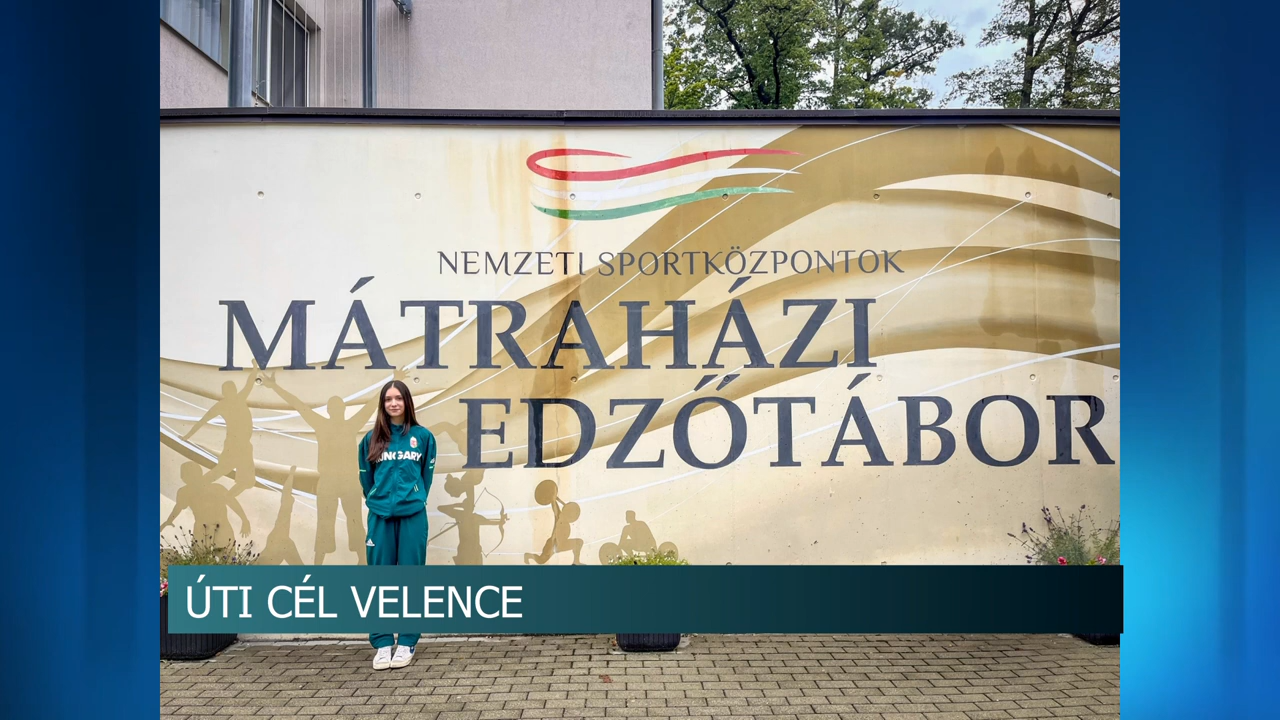 NEMZETI SPORTKÖZPONTOK
MÁTRAHÁZI
EDZŐTÁBOR
HUNGARY
ÚTI CÉL VELENCE